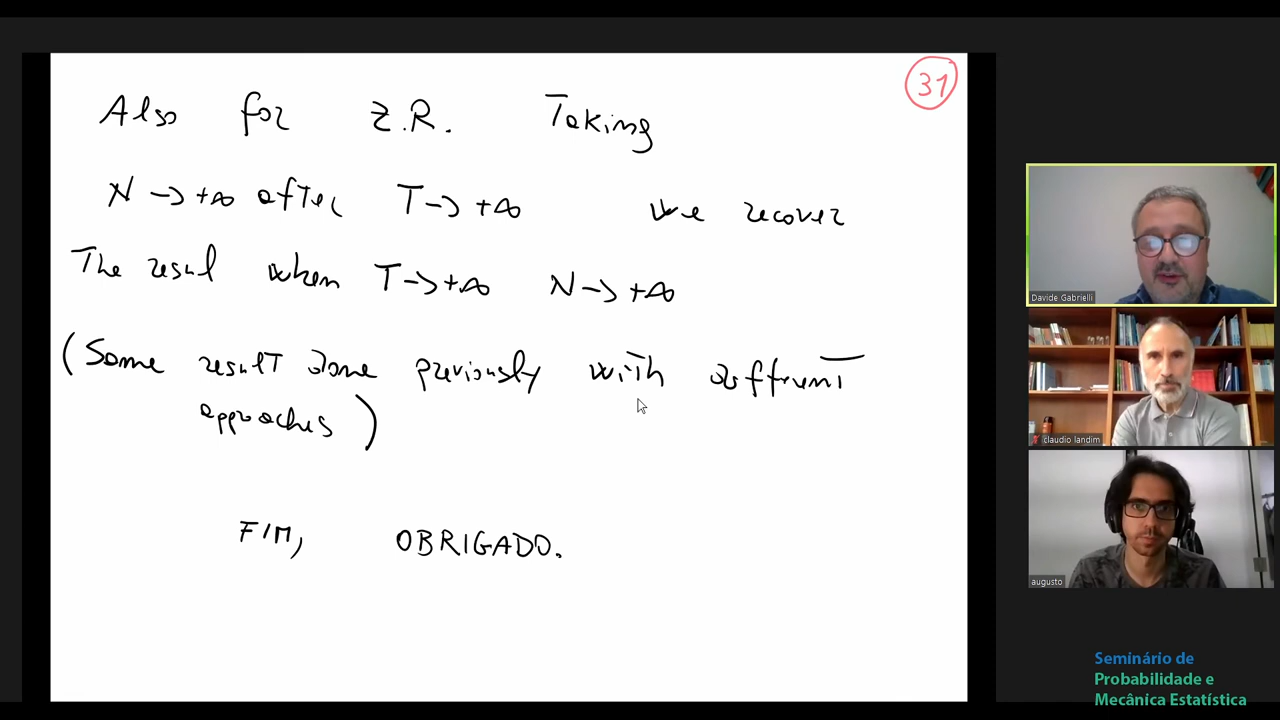 31
Also for Z.R. Taking
N → +∞ after T → +∞ we recover
The result when T → +∞ N → +∞
(Some result done previously with different
approaches)
FIM, OBRIGADO.
Davide Gabrielli
claudio landim
augusto
Seminário de
Probabilidade e
Mecânica Estatística